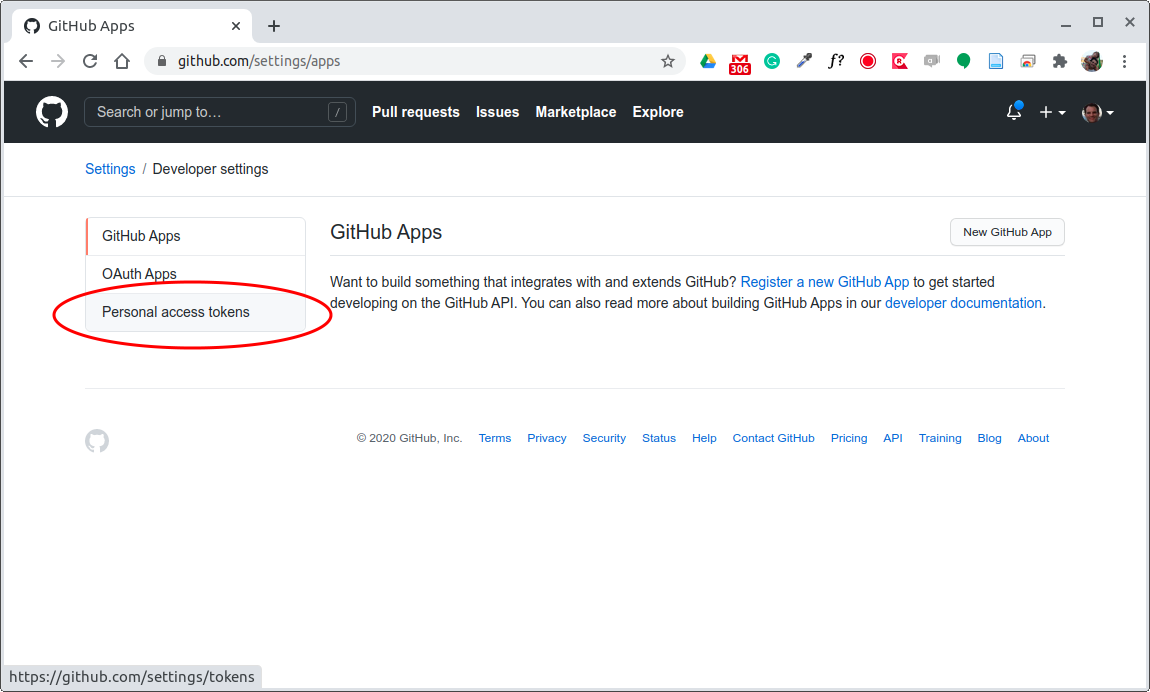 GitHub Apps
github.com/settings/apps
306
f?
Search or jump to… /
Pull requests Issues Marketplace Explore
Settings / Developer settings
GitHub Apps
OAuth Apps
Personal access tokens
GitHub Apps
New GitHub App
Want to build something that integrates with and extends GitHub? Register a new GitHub App to get started
developing on the GitHub API. You can also read more about building GitHub Apps in our developer documentation.
© 2020 GitHub, Inc. Terms Privacy Security Status Help Contact GitHub Pricing API Training Blog About
https://github.com/settings/tokens